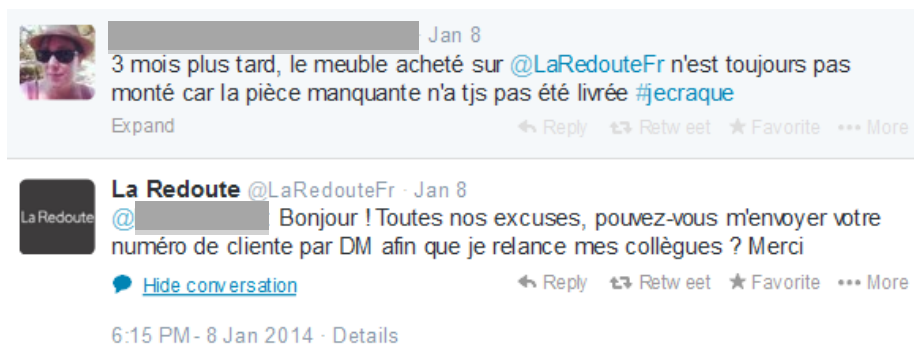 Jan 8
3 mois plus tard, le meuble acheté sur @LaRedouteFr n'est toujours pas
monté car la pièce manquante n'a tjs pas été livrée #jecraque
Expand Reply Retweet Favorite More
La Redoute @LaRedouteFr · Jan 8
La Redoute
@ Bonjour ! Toutes nos excuses, pouvez-vous m'envoyer votre
numéro de cliente par DM afin que je relance mes collègues ? Merci
Hide conversation Reply Retweet Favorite More
6:15 PM - 8 Jan 2014 · Details